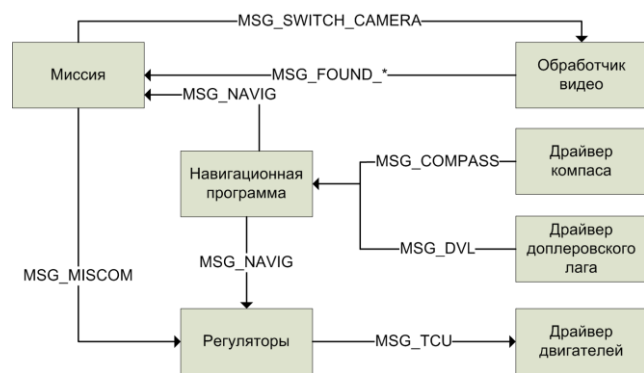 MSG_SWITCH_CAMERA
Миссия
MSG_FOUND_*
Обработчик
видео
MSG_NAVIG
Навигационная
программа
MSG_COMPASS
Драйвер
компаса
MSG_DVL
Драйвер
доплеровского
лага
MSG_NAVIG
MSG_MISCOM
Регуляторы
MSG_TCU
Драйвер
двигателей